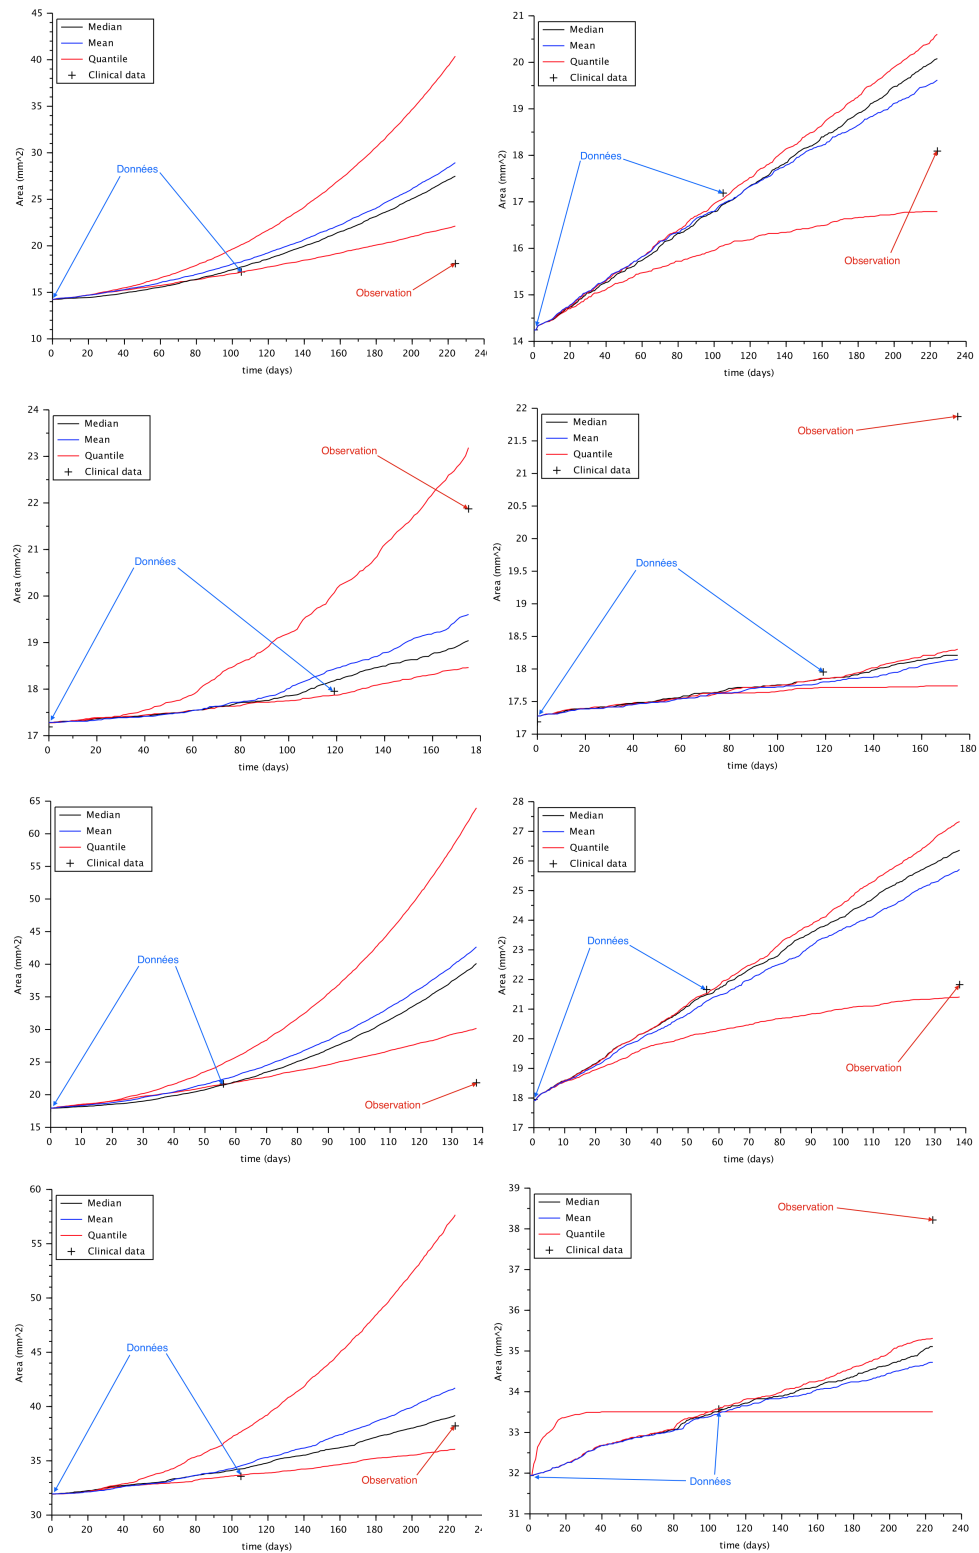 45
40
35
30
25
20
15
10
Area (mm^2)
Median
Mean
Quantile
Clinical data
Données
Observation
0 20 40 60 80 100 120 140 160 180 200 220
time (days)
21
20
19
18
17
16
15
14
Area (mm^2)
Median
Mean
Quantile
Clinical data
Données
Observation
0 20 40 60 80 100 120 140 160 180 200 220 240
time (days)
24
23
22
21
20
19
18
17
Area (mm^2)
Median
Mean
Quantile
Clinical data
Observation
Données
0 20 40 60 80 100 120 140 160 180
time (days)
22
21.5
21
20.5
20
19.5
19
18.5
18
17.5
17
Area (mm^2)
Median
Mean
Quantile
Clinical data
Observation
Données
0 20 40 60 80 100 120 140 160 180
time (days)
65
60
55
50
45
40
35
30
25
20
15
Area (mm^2)
Median
Mean
Quantile
Clinical data
Données
Observation
0 10 20 30 40 50 60 70 80 90 100 110 120 130
time (days)
28
27
26
25
24
23
22
21
20
19
18
17
Area (mm^2)
Median
Mean
Quantile
Clinical data
Données
Observation
0 10 20 30 40 50 60 70 80 90 100 110 120 130 140
time (days)
60
55
50
45
40
35
30
Area (mm^2)
Median
Mean
Quantile
Clinical data
Données
Observation
0 20 40 60 80 100 120 140 160 180 200 220
time (days)
39
38
37
36
35
34
33
32
31
Area (mm^2)
Median
Mean
Quantile
Clinical data
Observation
Données
0 20 40 60 80 100 120 140 160 180 200 220 240
time (days)